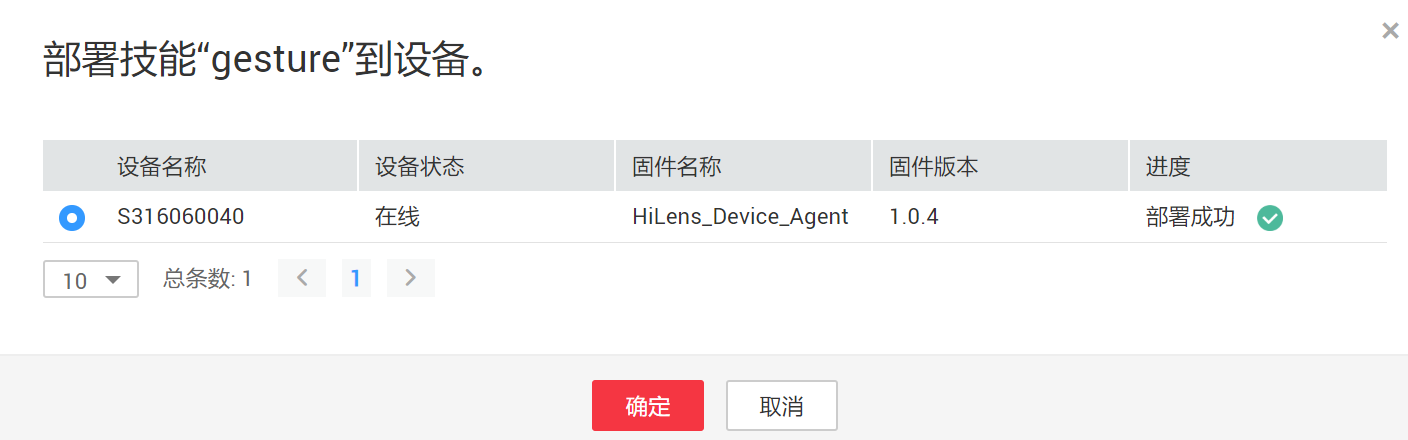 部署技能“gesture”到设备。
设备名称 设备状态 固件名称 固件版本 进度
S316060040 在线 HiLens_Device_Agent 1.0.4 部署成功
10 总条数: 1 1
确定 取消